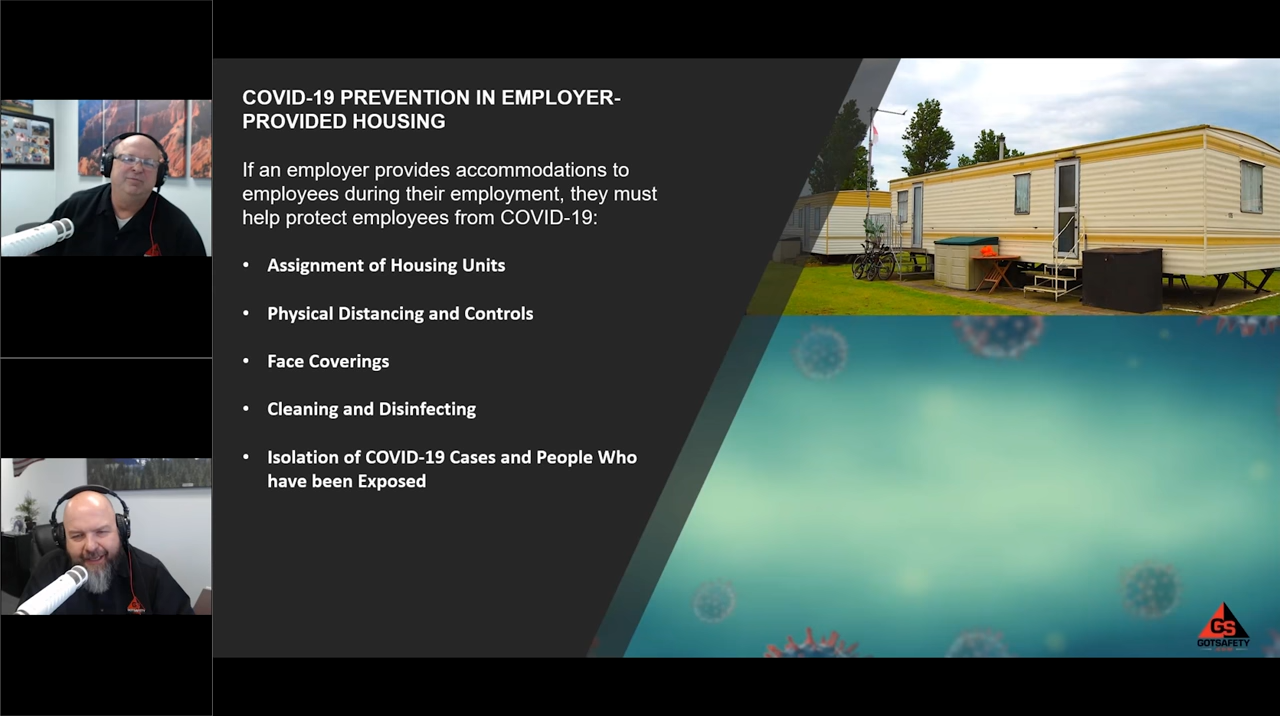 COVID-19 PREVENTION IN EMPLOYER-
PROVIDED HOUSING
If an employer provides accommodations to
employees during their employment, they must
help protect employees from COVID-19:
• Assignment of Housing Units
• Physical Distancing and Controls
• Face Coverings
• Cleaning and Disinfecting
• Isolation of COVID-19 Cases and People Who
have been Exposed
GS
GOTSAFETY